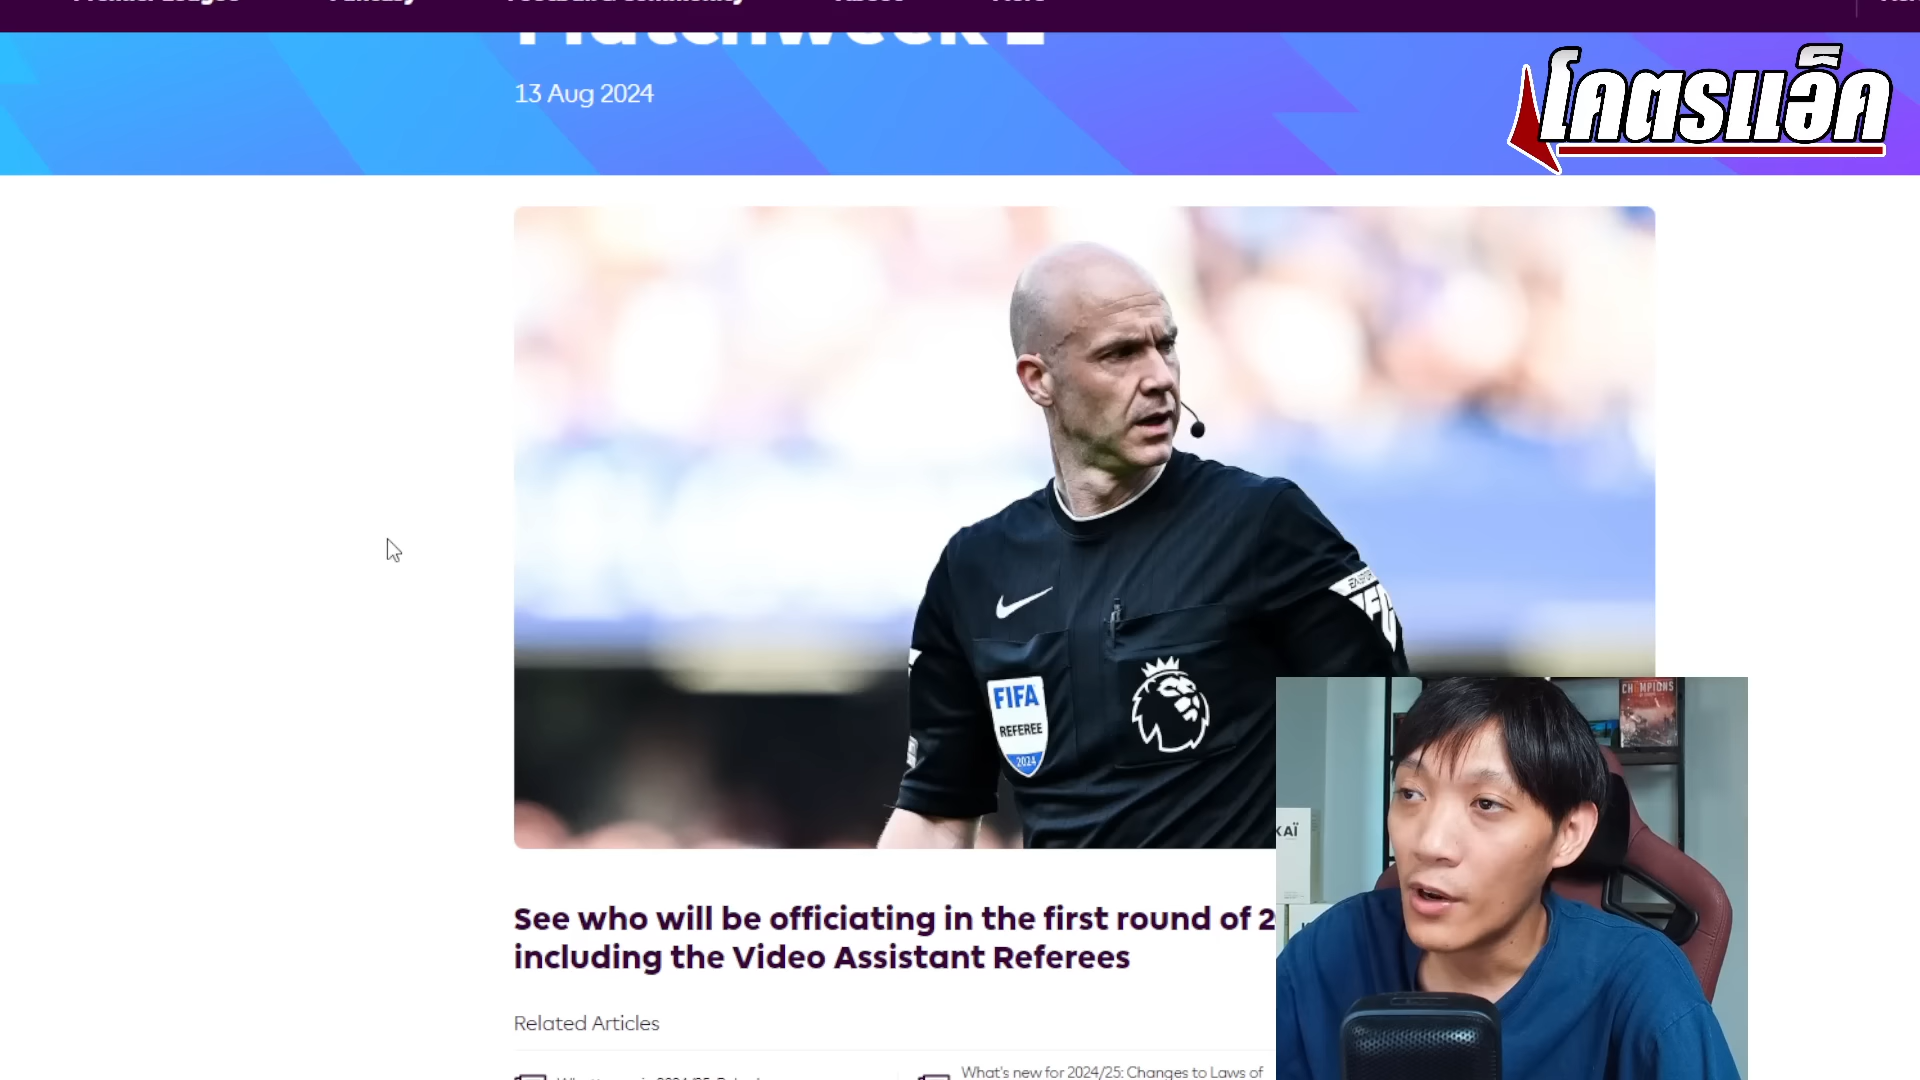 13 Aug 2024
โคตรแอ็ค
FIFA
REFEREE
2024
CHAMPIONS
KAÏ
See who will be officiating in the first round of 2
including the Video Assistant Referees
Related Articles
What's new for 2024/25: Changes to Laws of